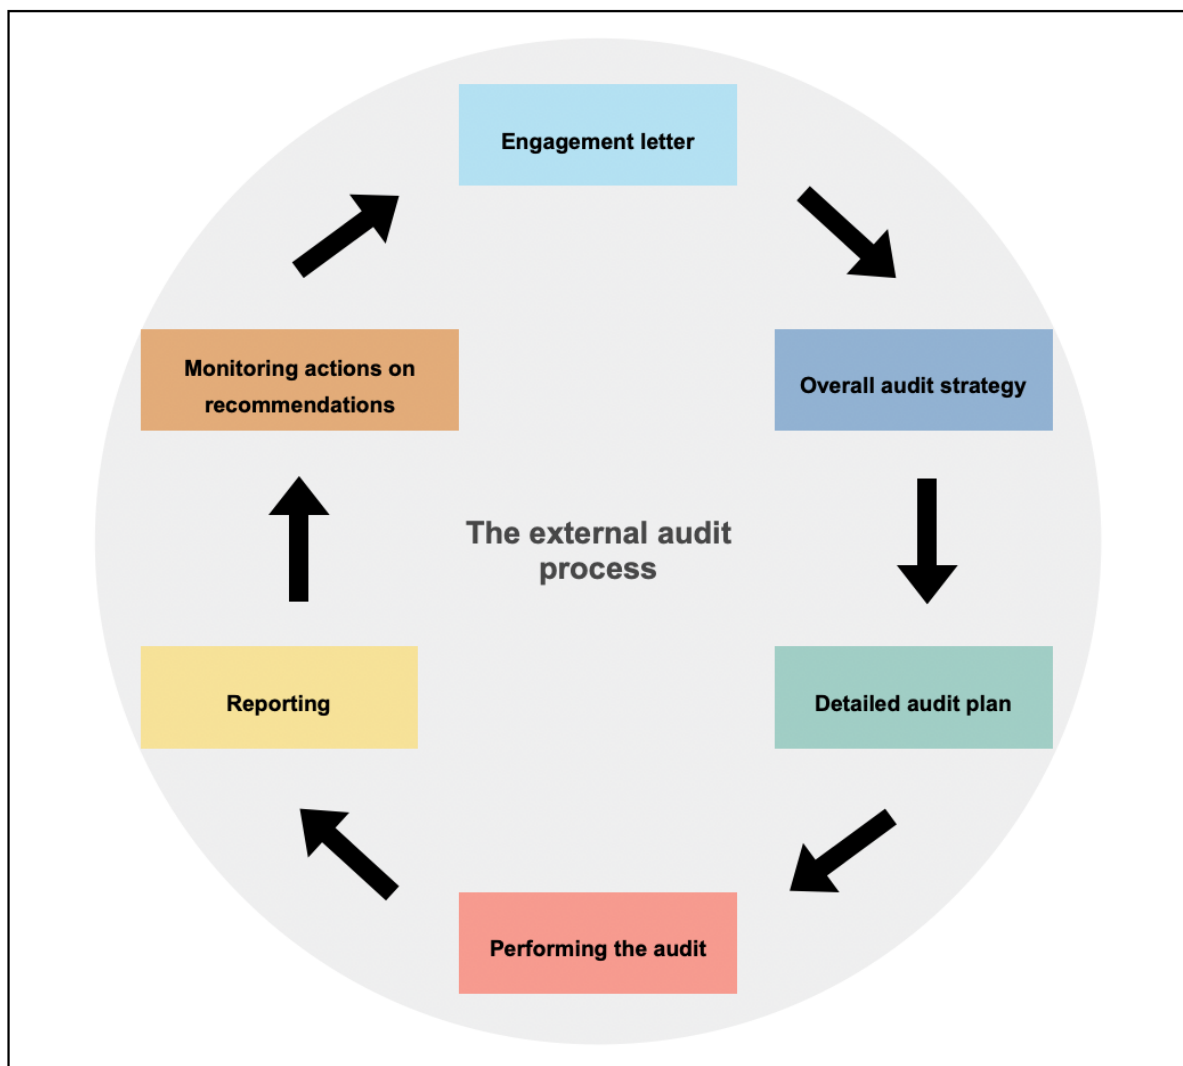 Engagement letter
Overall audit strategy
Detailed audit plan
Performing the audit
Reporting
Monitoring actions on
recommendations
The external audit
process